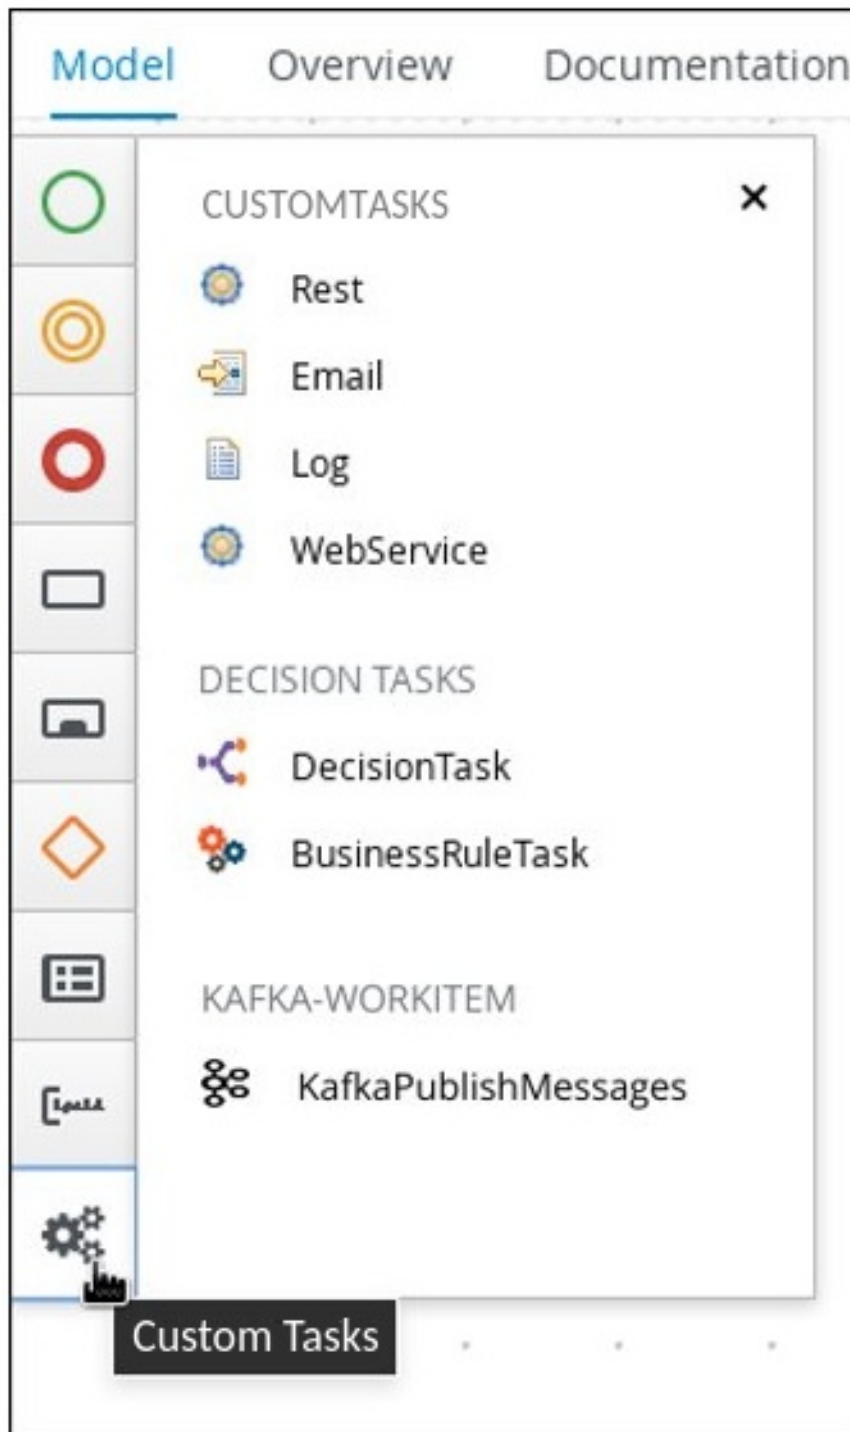 Model Overview Documentation
CUSTOMTASKS
Rest
Email
Log
WebService
DECISION TASKS
DecisionTask
BusinessRuleTask
KAFKA-WORKITEM
KafkaPublishMessages
Custom Tasks